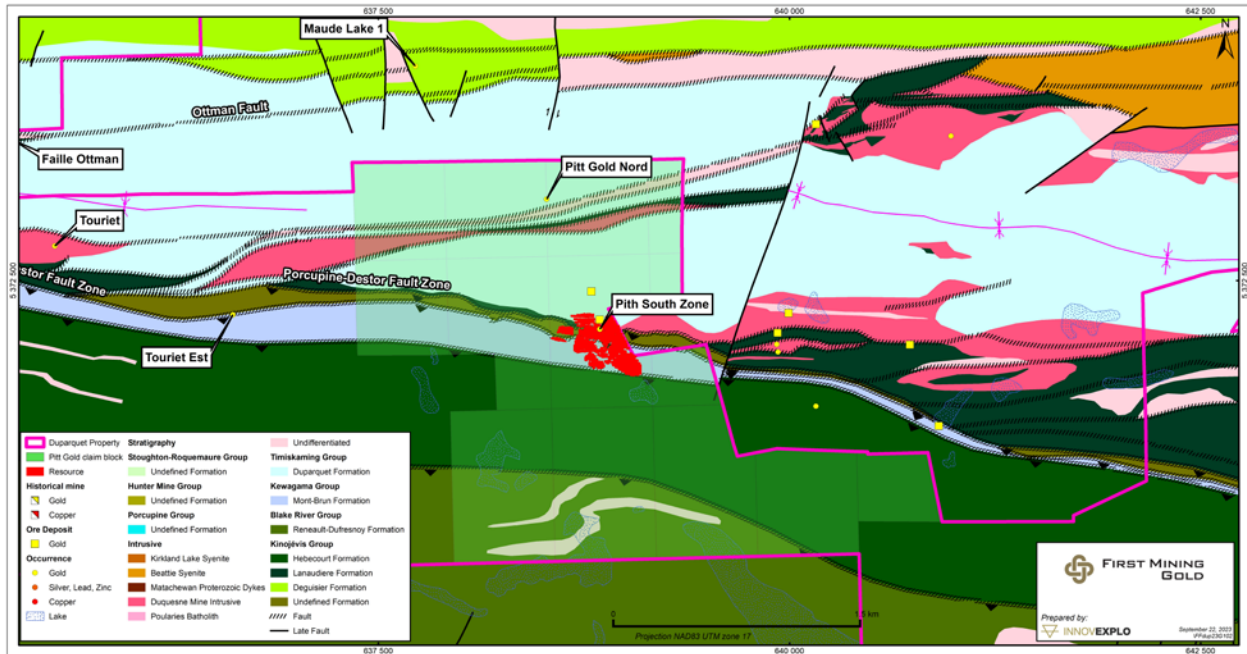 637 500
640 000
642 500
Maude Lake 1
N
Ottman Fault
Faille Ottman
Pitt Gold Nord
Touriet
5 372 500
5 372 500
estor Fault Zone
Porcupine-Destor Fault Zone
Pith South Zone
Touriet Est
Duparquet Property
Pitt Gold claim block
Resource
Historical mine
Gold
Copper
Ore Deposit
Gold
Occurrence
Gold
Silver, Lead, Zinc
Copper
Lake
Stratigraphy
Stoughton-Roquemaure Group
Undefined Formation
Hunter Mine Group
Undefined Formation
Porcupine Group
Undefined Formation
Intrusive
Kirkland Lake Syenite
Beattie Syenite
Matachewan Proterozoic Dykes
Duquesne Mine Intrusive
Poularies Batholith
Undifferentiated
Timiskaming Group
Duparquet Formation
Kewagama Group
Mont-Brun Formation
Blake River Group
Reneault-Dufresnoy Formation
Kinojévis Group
Hebecourt Formation
Lanaudiere Formation
Deguisier Formation
Undefined Formation
Fault
Late Fault
0
1.5 km
Projection NAD83 UTM zone 17
FIRST MINING
GOLD
Prepared by:
INNOVEXPLO
September 22, 2023
637 500
640 000
642 500